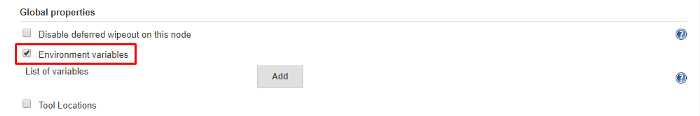 Global properties
Disable deferred wipeout on this node
Environment variables
List of variables
Add
Tool Locations